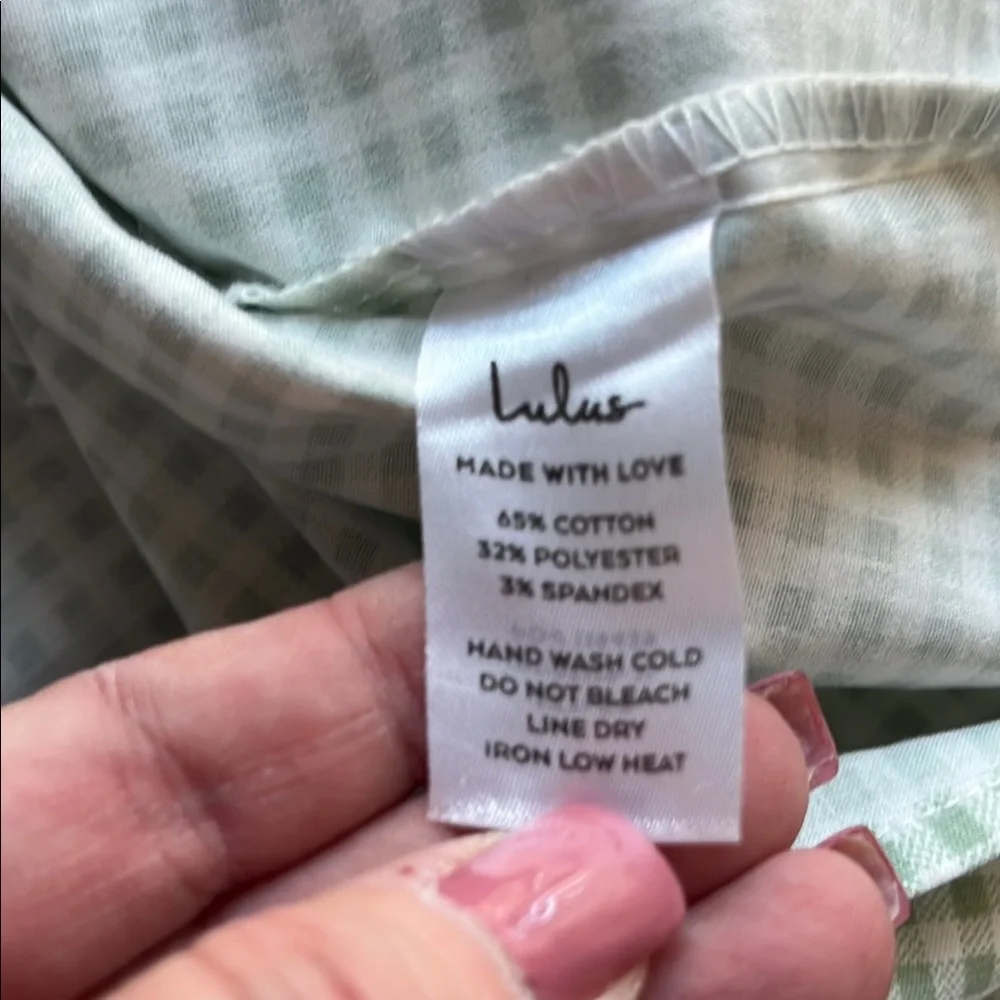 Lulus
MADE WITH LOVE
65% COTTON
32% POLYESTER
3% SPANDEX
HAND WASH COLD
DO NOT BLEACH
LINE DRY
IRON LOW HEAT